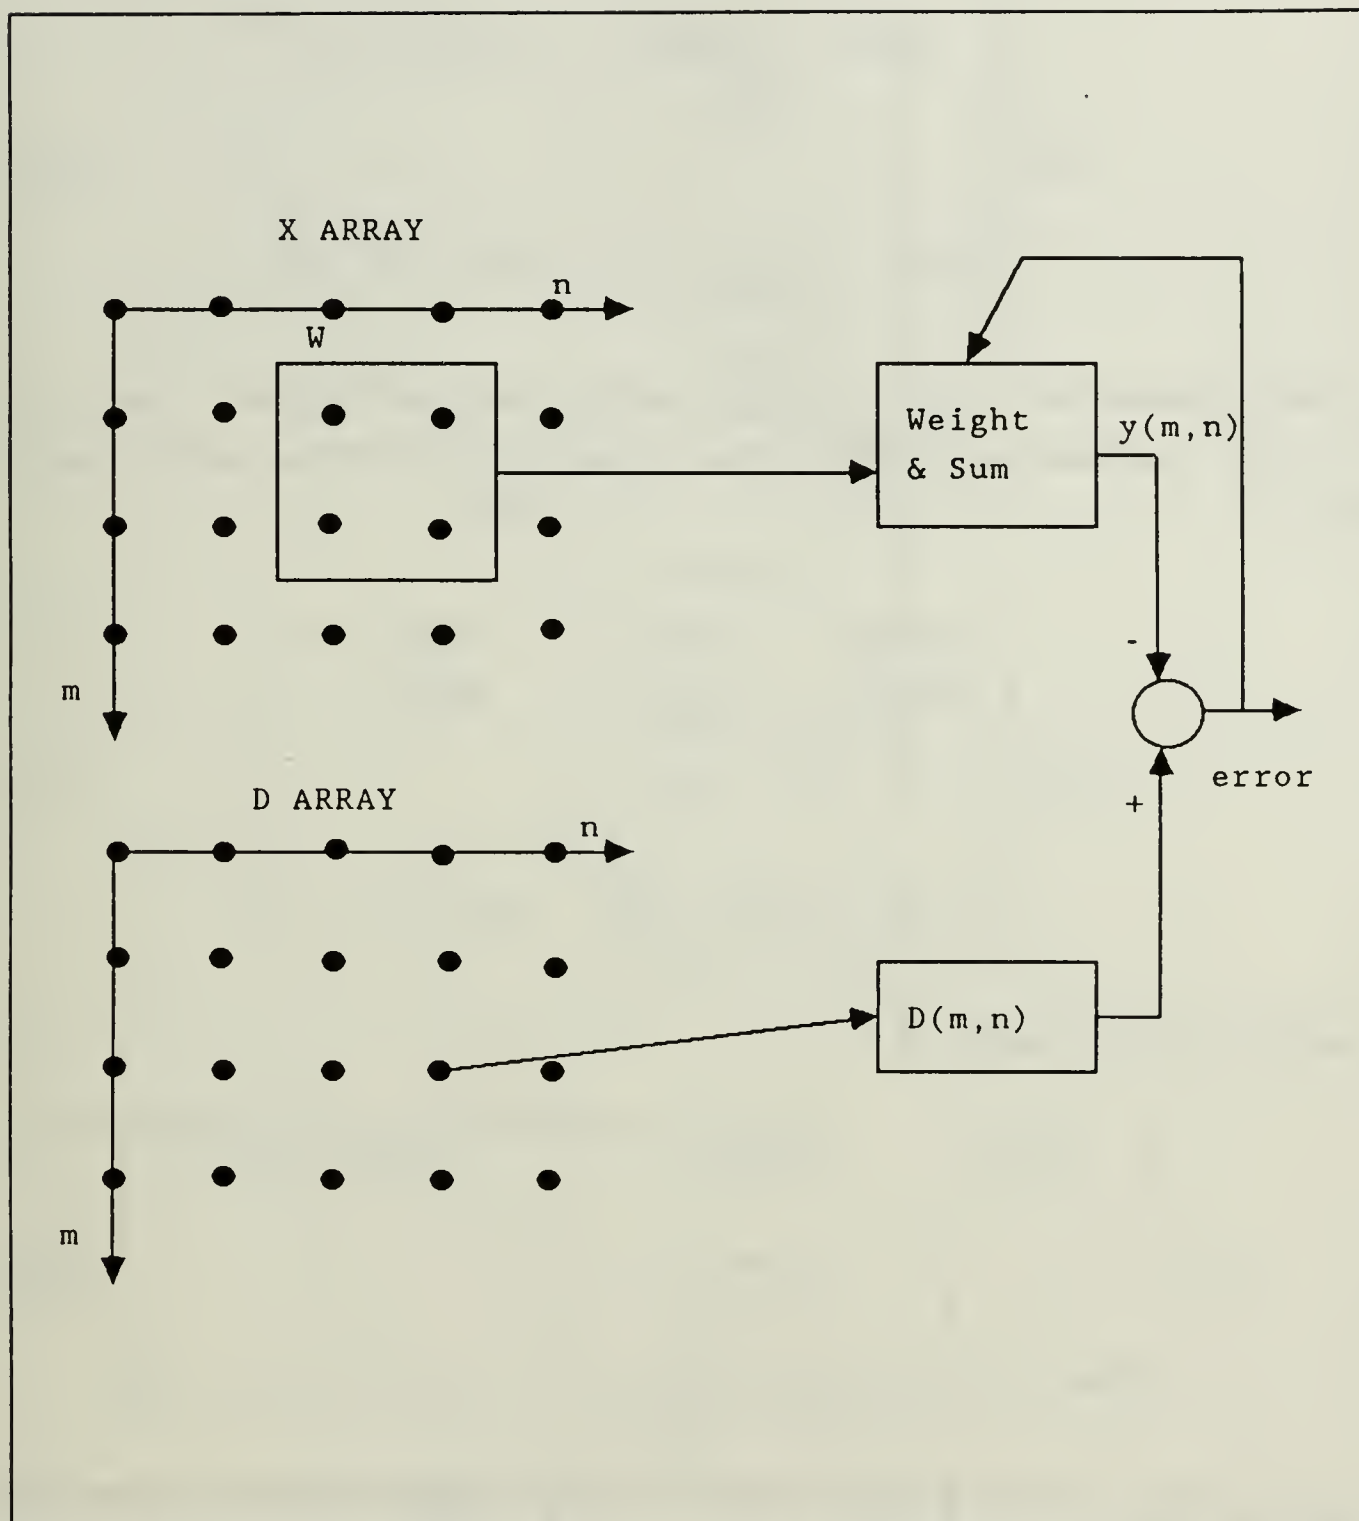 X ARRAY
n
W
Weight
& Sum
y(m,n)
-
m
error
D ARRAY
+
n
D(m,n)
m